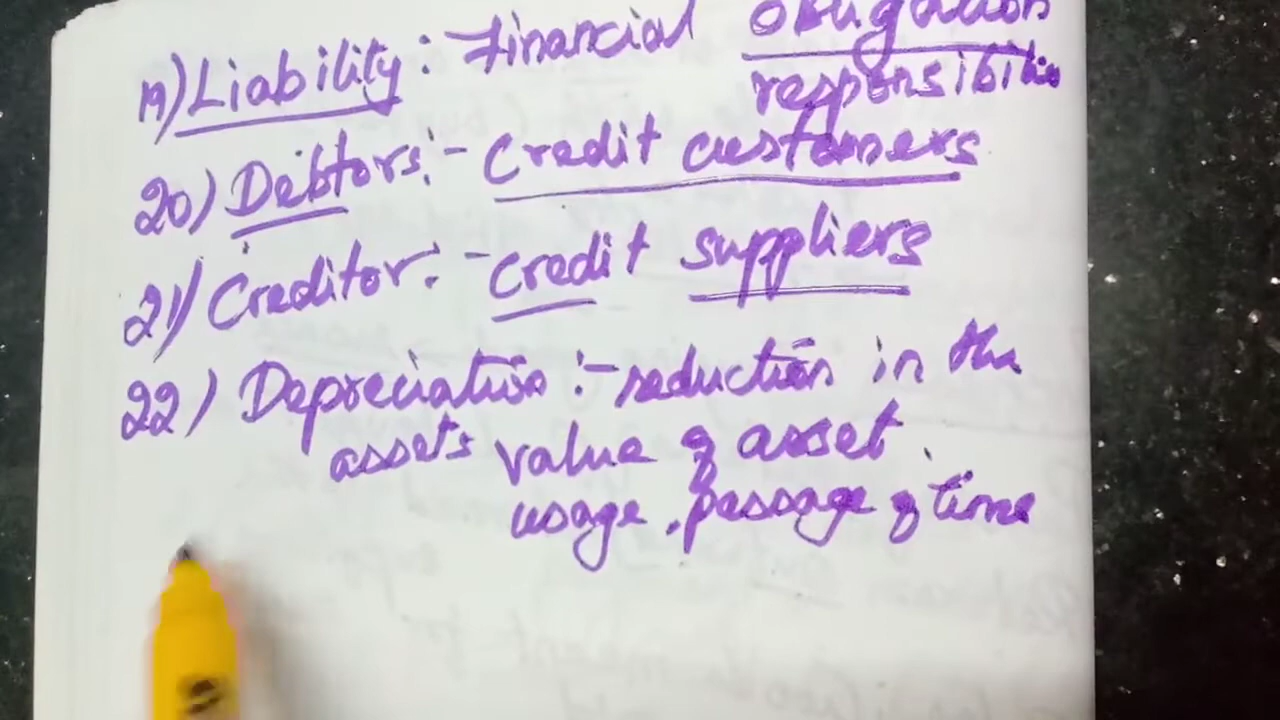 19) Liability : Financial obligation
responsibilitie
20) Debtors :- Credit customers
21) Creditor :- credit suppliers
22) Depreciation :- reduction in the
assets value of asset.
usage, passage of time